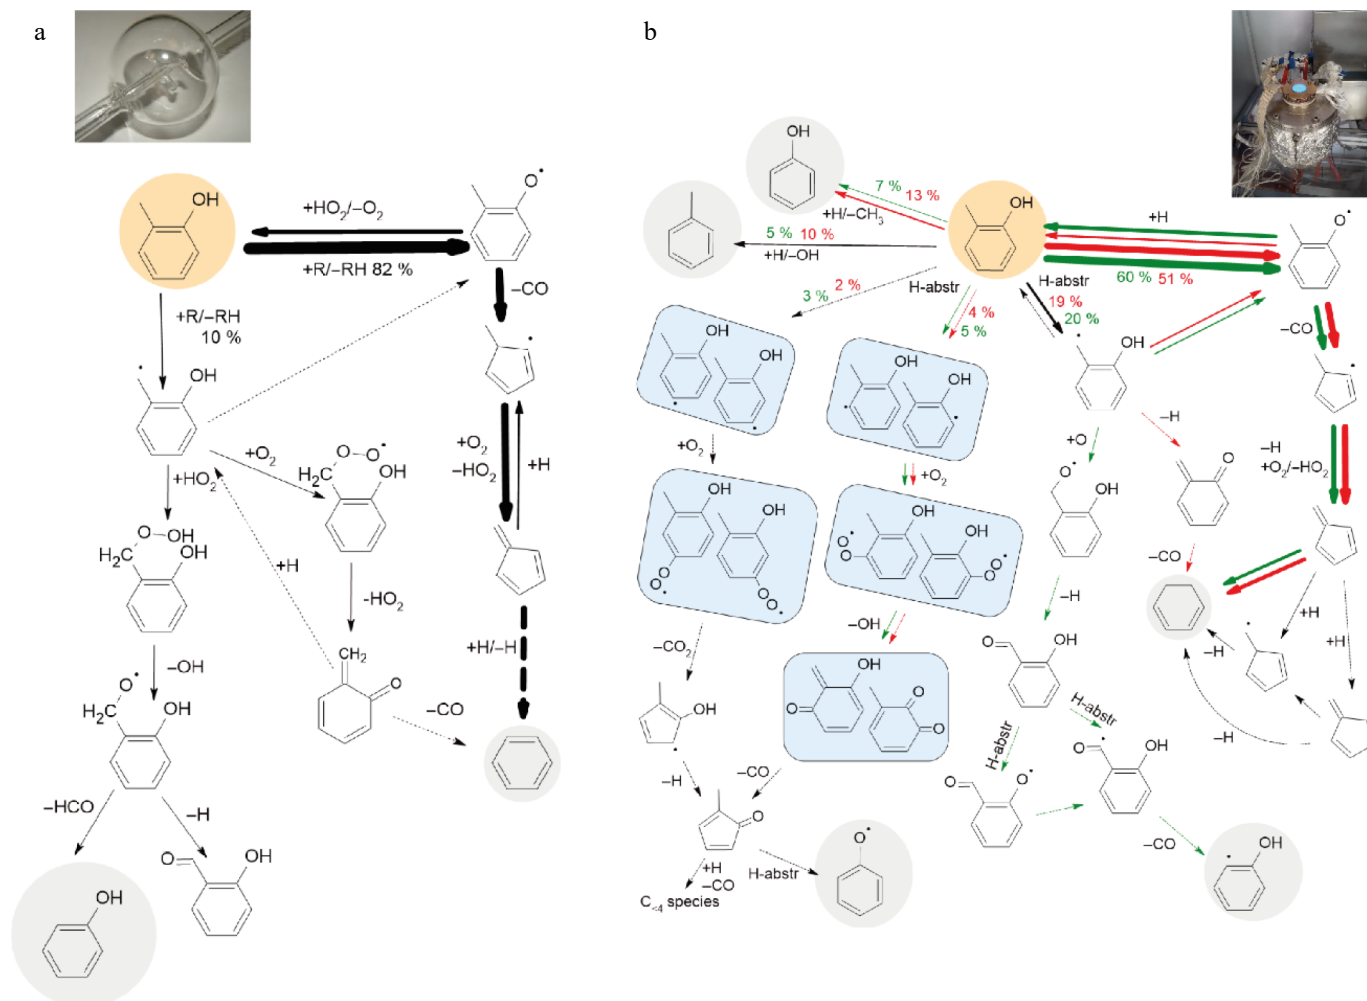 a
OH
O•
+HO2/−O2
+R/−RH 82 %
+R/−RH
10 %
−CO
OH
+O2
O
O•
H2C
OH
+HO2
+O2
−HO2
+H
O
OH
H2C
OH
+H
-HO2
−OH
CH2
O
+H/−H
−CO
O•
H2C
OH
−HCO
−H
O
OH
OH
b
OH
7 %
13 %
+H/−CH3
5 %
10 %
+H/−OH
3 %
2 %
OH
+H
O•
60 %
51 %
H-abstr
H-abstr
4 %
5 %
19 %
20 %
OH
−CO
OH
OH
OH
OH
+O2
+O2
+O
−H
−H
+O2/−HO2
O•
OH
O
OH
OH
OO•
OO•
OH
OH
OO•
OO•
−CO
−H
−CO2
−OH
+H
+H
−H
−H
O
OH
OH
O
O
O
OH
−H
−CO
H-abstr
H-abstr
O
O•
O
OH
O
+H
−CO
H-abstr
C<4 species
O•
−CO
OH